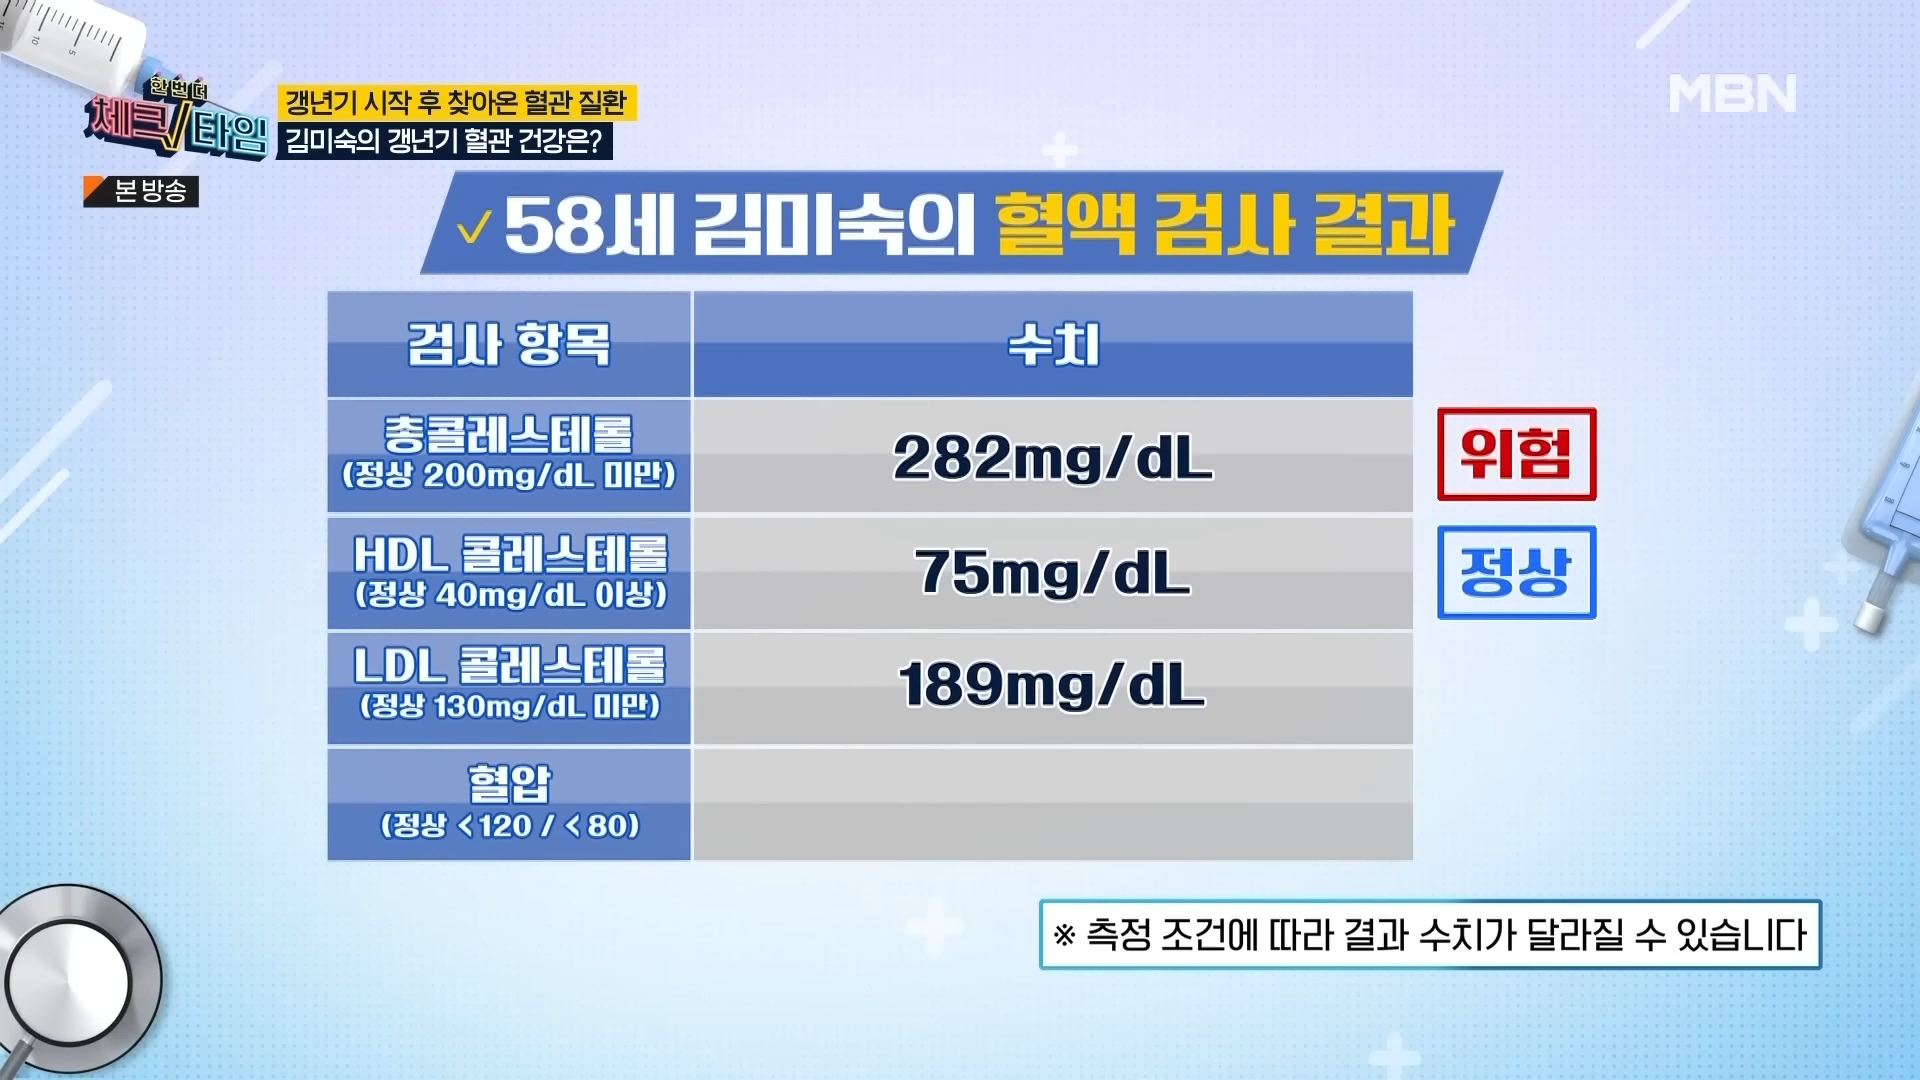 한 번 더
체크타임
갱년기 시작 후 찾아온 혈관 질환
김미숙의 갱년기 혈관 건강은?
MBN
본 방송
58세 김미숙의 혈액 검사 결과
검사 항목
수치
총콜레스테롤
(정상 200mg/dL 미만)
282mg/dL
위험
HDL 콜레스테롤
(정상 40mg/dL 이상)
75mg/dL
정상
LDL 콜레스테롤
(정상 130mg/dL 미만)
189mg/dL
혈압
(정상 <120 / <80)
※ 측정 조건에 따라 결과 수치가 달라질 수 있습니다